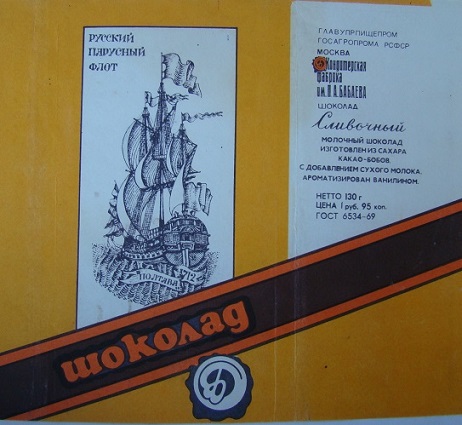 РУССКИЙ
ПАРУСНЫЙ
ФЛОТ
ПОЛТАВА
1712
ГЛАВУПРПИЩЕПРОМ
ГОСАГРОПРОМА РСФСР
МОСКВА
Кондитерская
фабрика
им. П.А. БАБАЕВА
ШОКОЛАД
Сливочный
МОЛОЧНЫЙ ШОКОЛАД
ИЗГОТОВЛЕН ИЗ САХАРА
КАКАО-БОБОВ.
С ДОБАВЛЕНИЕМ СУХОГО МОЛОКА.
АРОМАТИЗИРОВАН ВАНИЛИНОМ.
НЕТТО 130 г
ЦЕНА 1 руб. 95 коп.
ГОСТ 6534-69
шоколад
Б